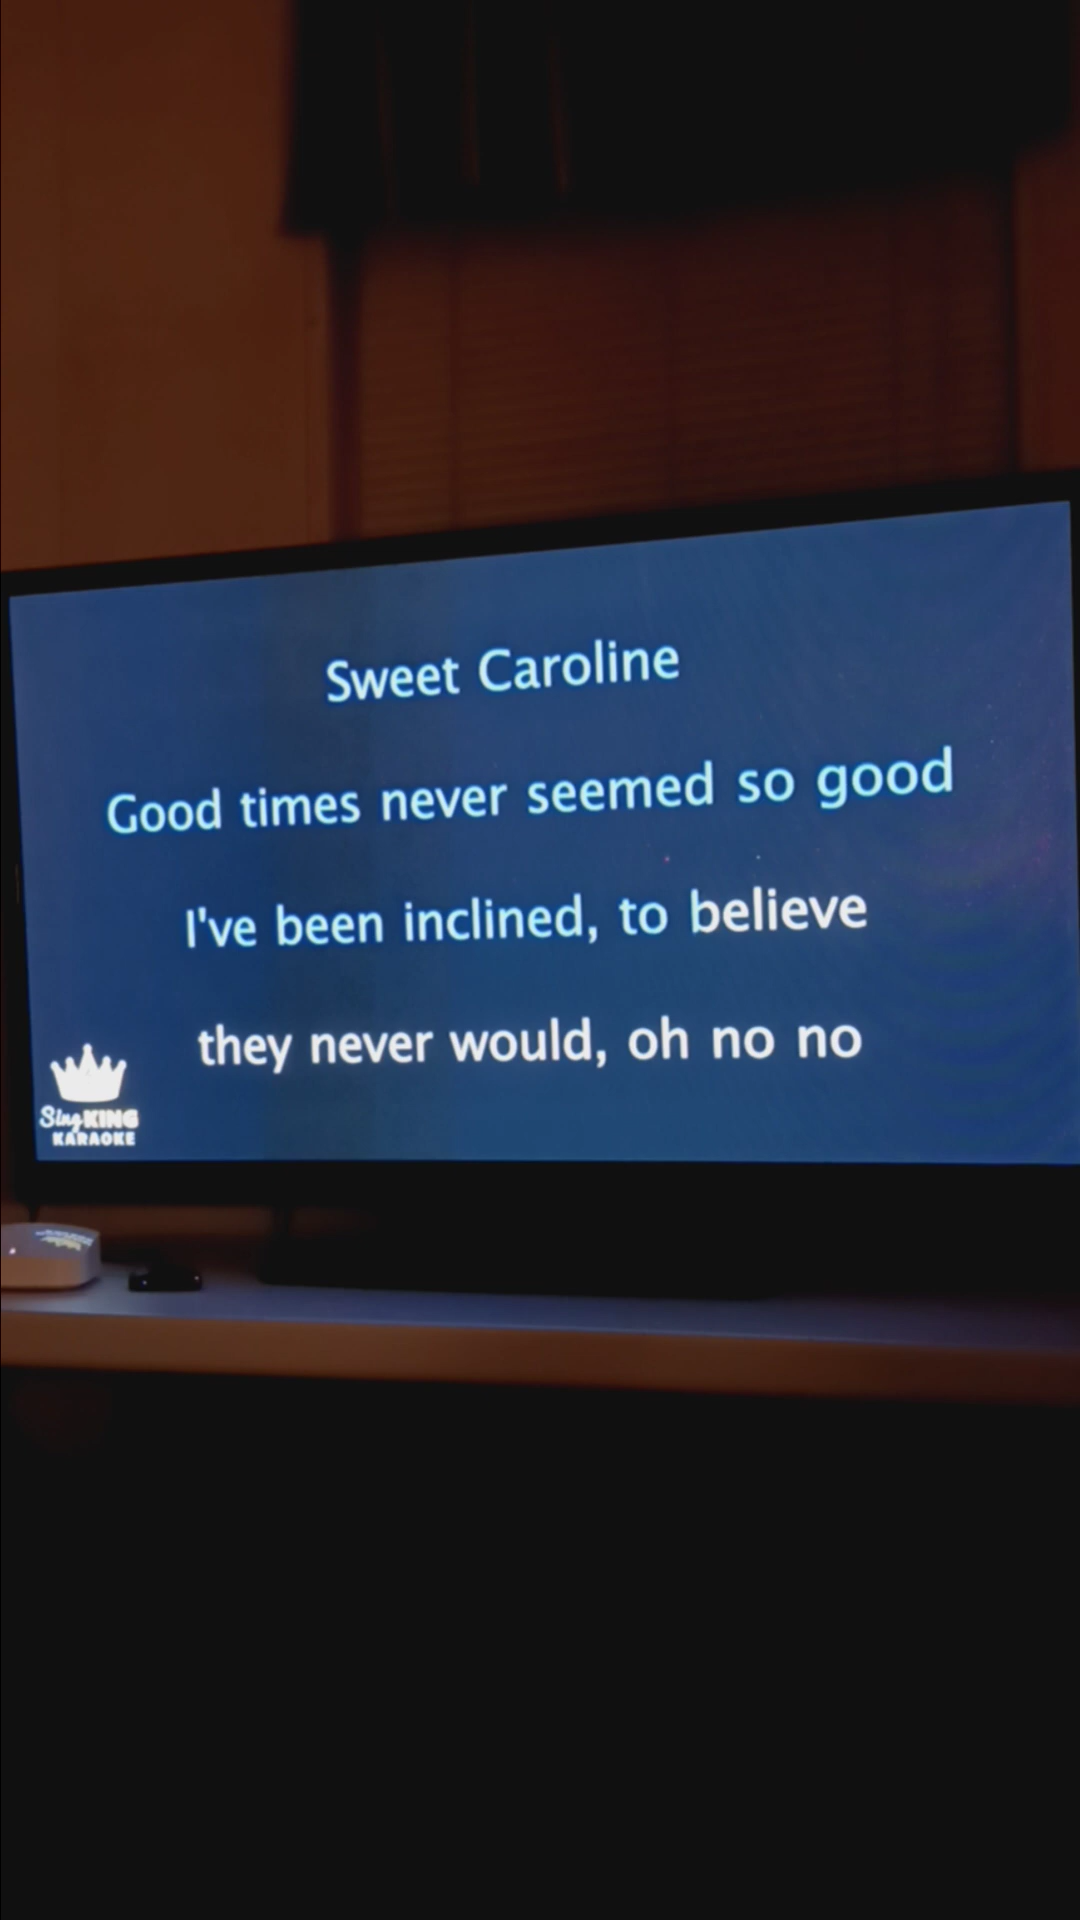 Sweet Caroline
Good times never seemed so good
I've been inclined, to believe
they never would, oh no no
Sing KING
KARAOKE